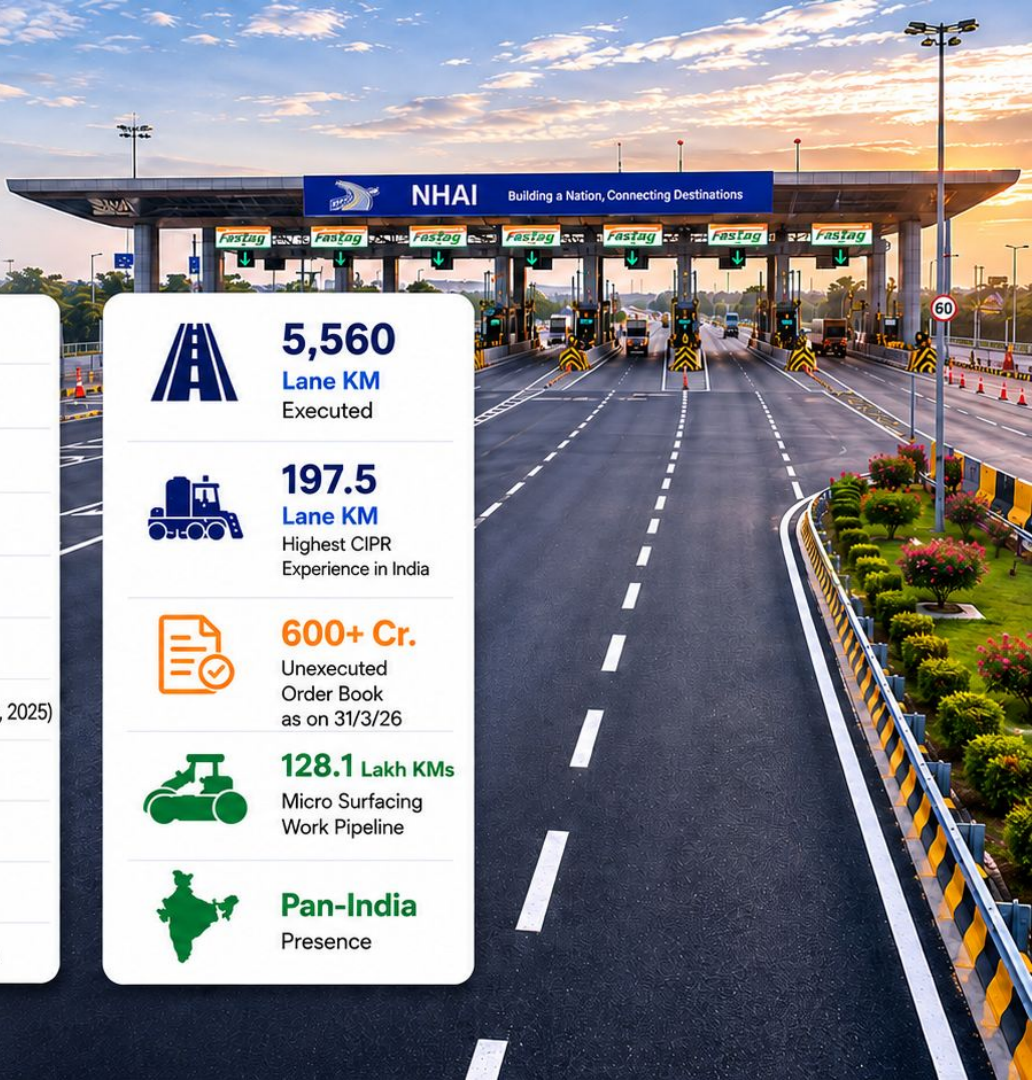 NHAI Building a Nation, Connecting Destinations
Fastag Fastag Fastag Fastag Fastag Fastag Fastag
60
, 2025)
5,560
Lane KM
Executed
197.5
Lane KM
Highest CIPR
Experience in India
600+ Cr.
Unexecuted
Order Book
as on 31/3/26
128.1 Lakh KMs
Micro Surfacing
Work Pipeline
Pan-India
Presence